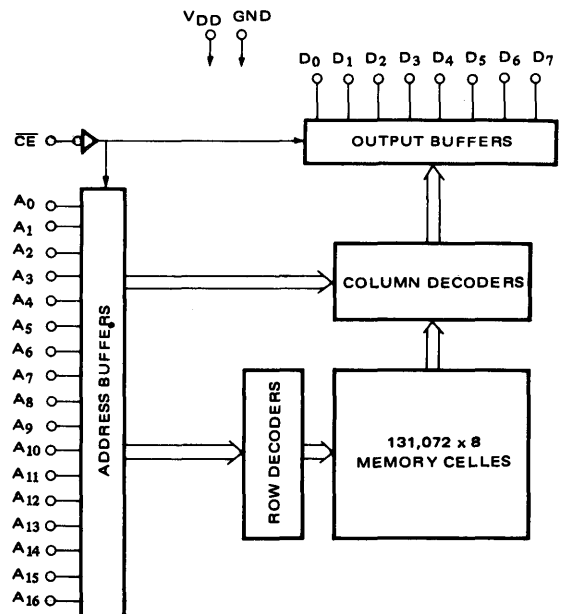 VDD GND
D0 D1 D2 D3 D4 D5 D6 D7
CE
OUTPUT BUFFERS
A0
A1
A2
A3
A4
A5
A6
A7
A8
A9
A10
A11
A12
A13
A14
A15
A16
ADDRESS BUFFERS
COLUMN DECODERS
ROW DECODERS
131,072 x 8
MEMORY CELLES